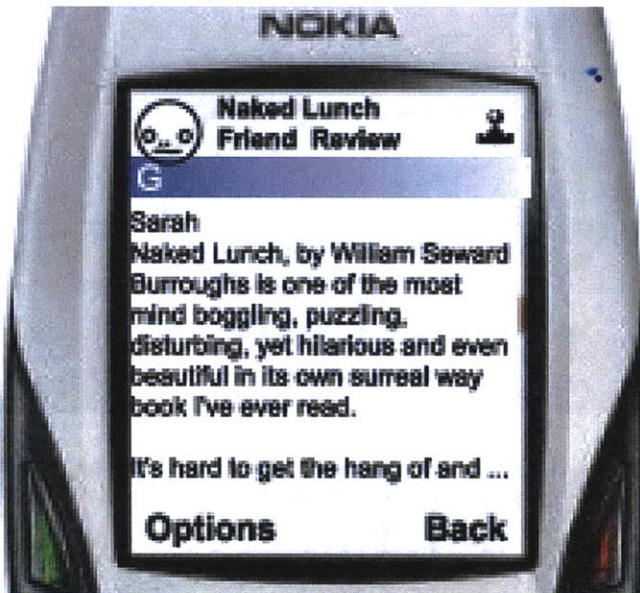 NOKIA
Naked Lunch
Friend Review
G
Sarah
Naked Lunch, by William Seward
Burroughs is one of the most
mind boggling, puzzling,
disturbing, yet hilarious and even
beautiful in its own surreal way
book I've ever read.
It's hard to get the hang of and ...
Options
Back